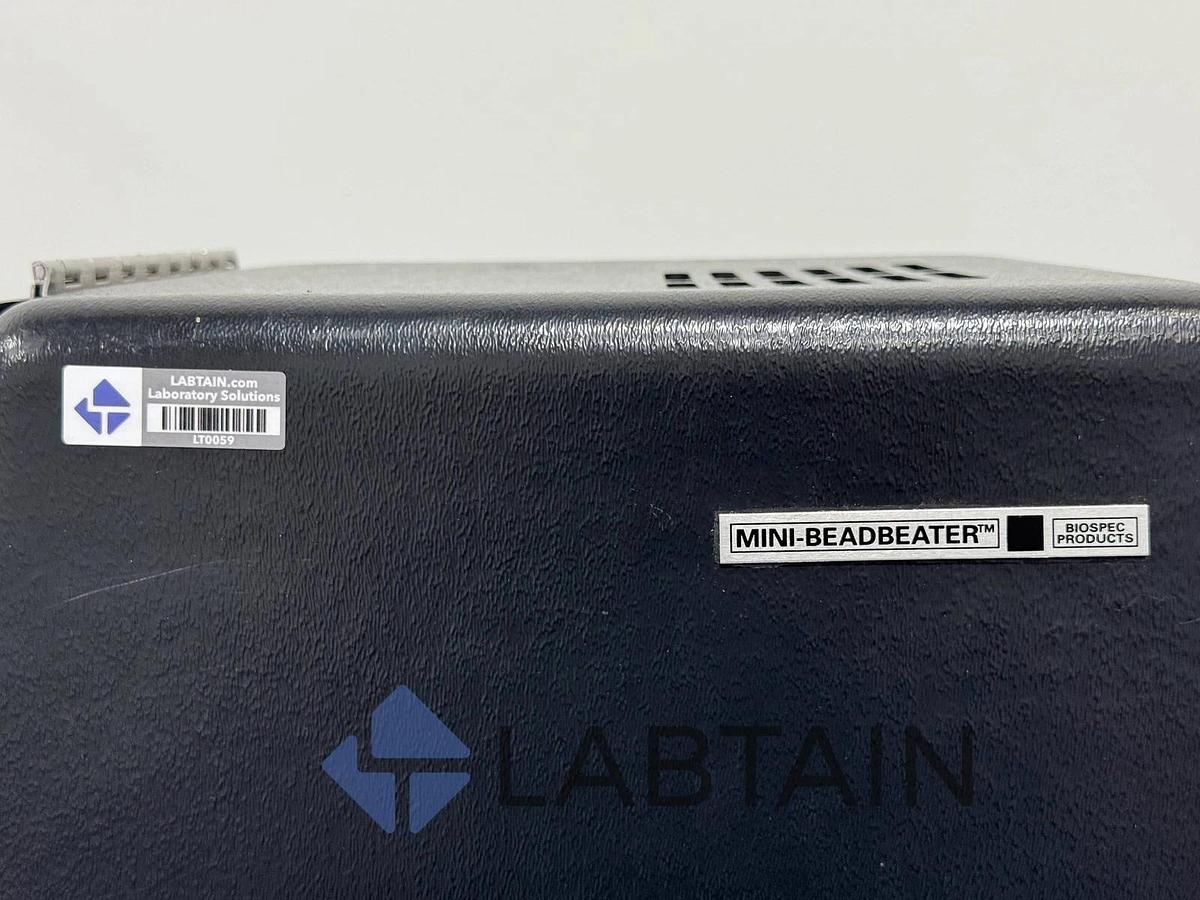 LABTAIN.com
Laboratory Solutions
LT0059
MINI-BEADBEATER™
BIOSPEC
PRODUCTS
LABTAIN